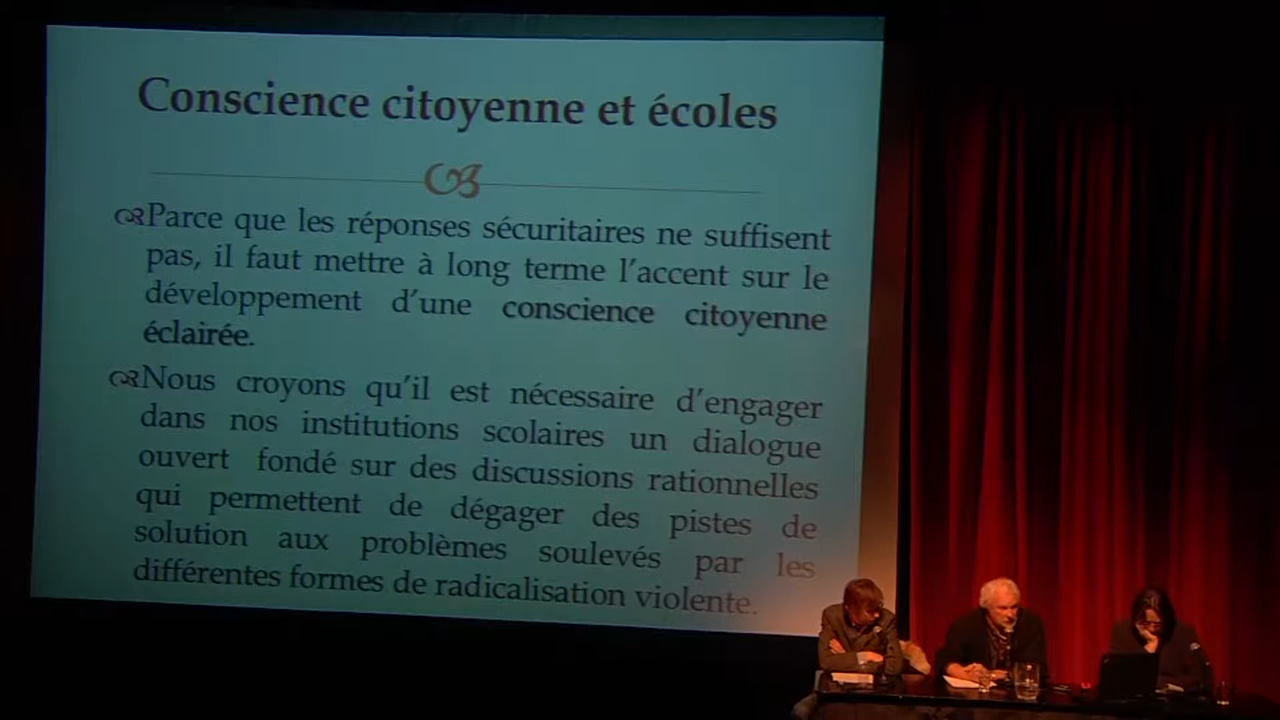 Conscience citoyenne et écoles
Parce que les réponses sécuritaires ne suffisent
pas, il faut mettre à long terme l'accent sur le
développement d'une conscience citoyenne
éclairée.
Nous croyons qu'il est nécessaire d'engager
dans nos institutions scolaires un dialogue
ouvert fondé sur des discussions rationnelles
qui permettent de dégager des pistes de
solution aux problèmes soulevés par les
différentes formes de radicalisation violente.